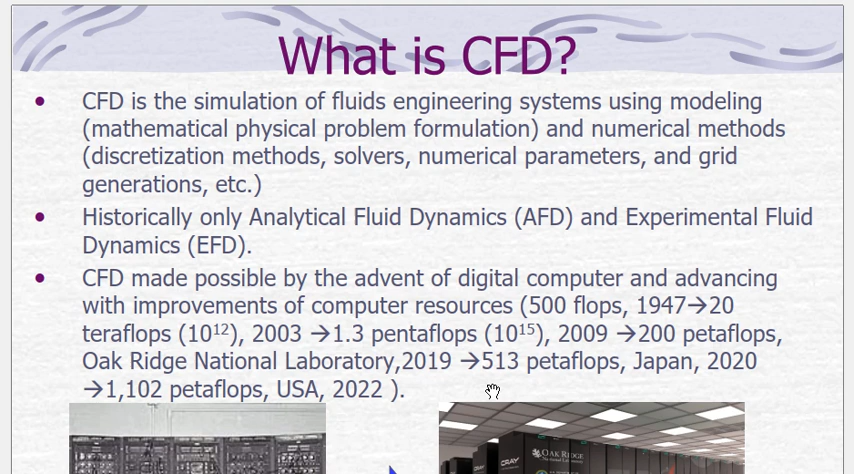 What is CFD?
• CFD is the simulation of fluids engineering systems using modeling
(mathematical physical problem formulation) and numerical methods
(discretization methods, solvers, numerical parameters, and grid
generations, etc.)
• Historically only Analytical Fluid Dynamics (AFD) and Experimental Fluid
Dynamics (EFD).
• CFD made possible by the advent of digital computer and advancing
with improvements of computer resources (500 flops, 1947→20
teraflops (10¹²), 2003 →1.3 pentaflops (10¹⁵), 2009 →200 petaflops,
Oak Ridge National Laboratory,2019 →513 petaflops, Japan, 2020
→1,102 petaflops, USA, 2022 ).
CRAY
OAK RIDGE
National Laboratory